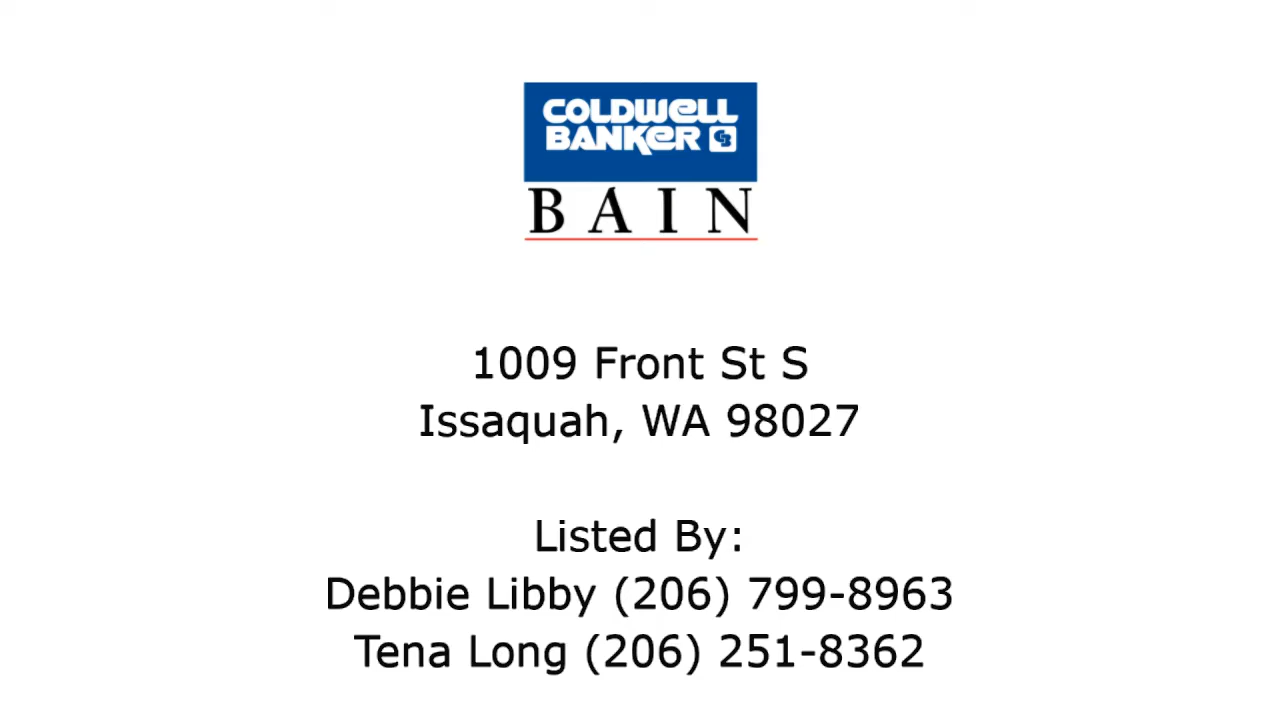 COLDWELL
BANKER CB
BAIN
1009 Front St S
Issaquah, WA 98027
Listed By:
Debbie Libby (206) 799-8963
Tena Long (206) 251-8362